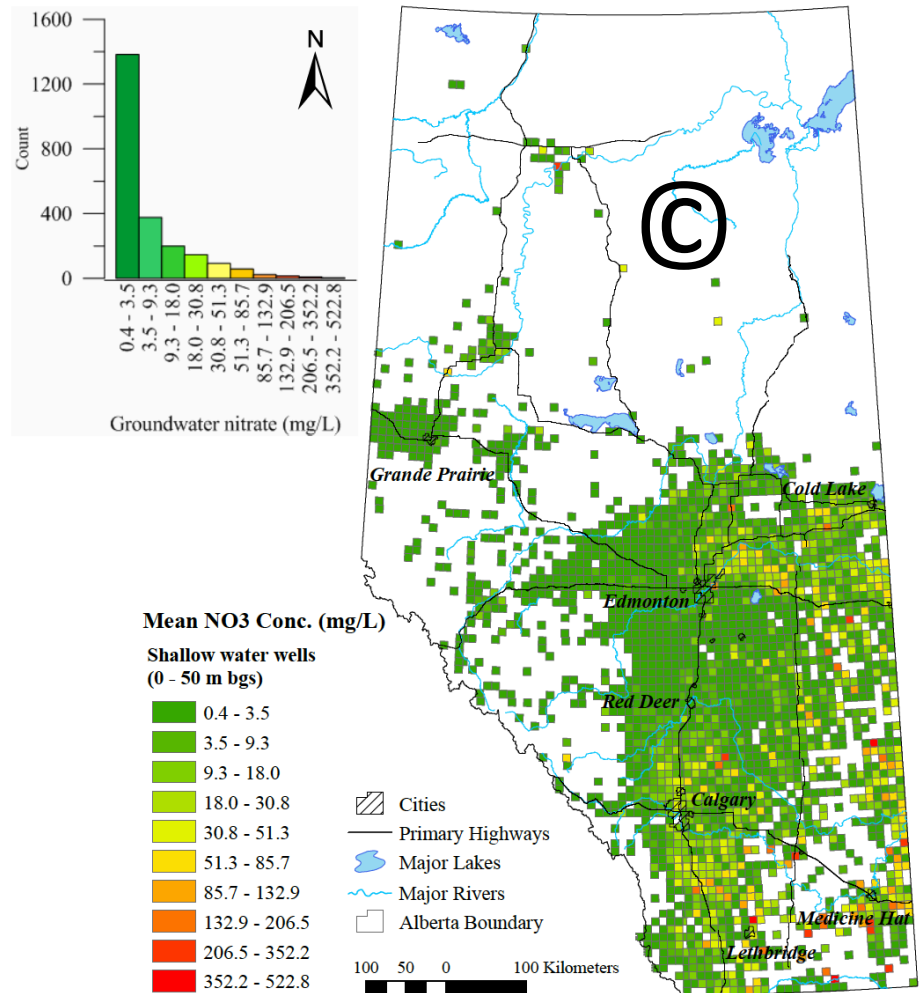 1600
1200
800
400
0
Count
0.4 - 3.5
3.5 - 9.3
9.3 - 18.0
18.0 - 30.8
30.8 - 51.3
51.3 - 85.7
85.7 - 132.9
132.9 - 206.5
206.5 - 352.2
352.2 - 522.8
Groundwater nitrate (mg/L)
N
©
Grande Prairie
Cold Lake
Edmonton
Red Deer
Calgary
Medicine Hat
Lethbridge
Mean NO3 Conc. (mg/L)
Shallow water wells
(0 - 50 m bgs)
0.4 - 3.5
3.5 - 9.3
9.3 - 18.0
18.0 - 30.8
30.8 - 51.3
51.3 - 85.7
85.7 - 132.9
132.9 - 206.5
206.5 - 352.2
352.2 - 522.8
Cities
Primary Highways
Major Lakes
Major Rivers
Alberta Boundary
100 50 0 100 Kilometers